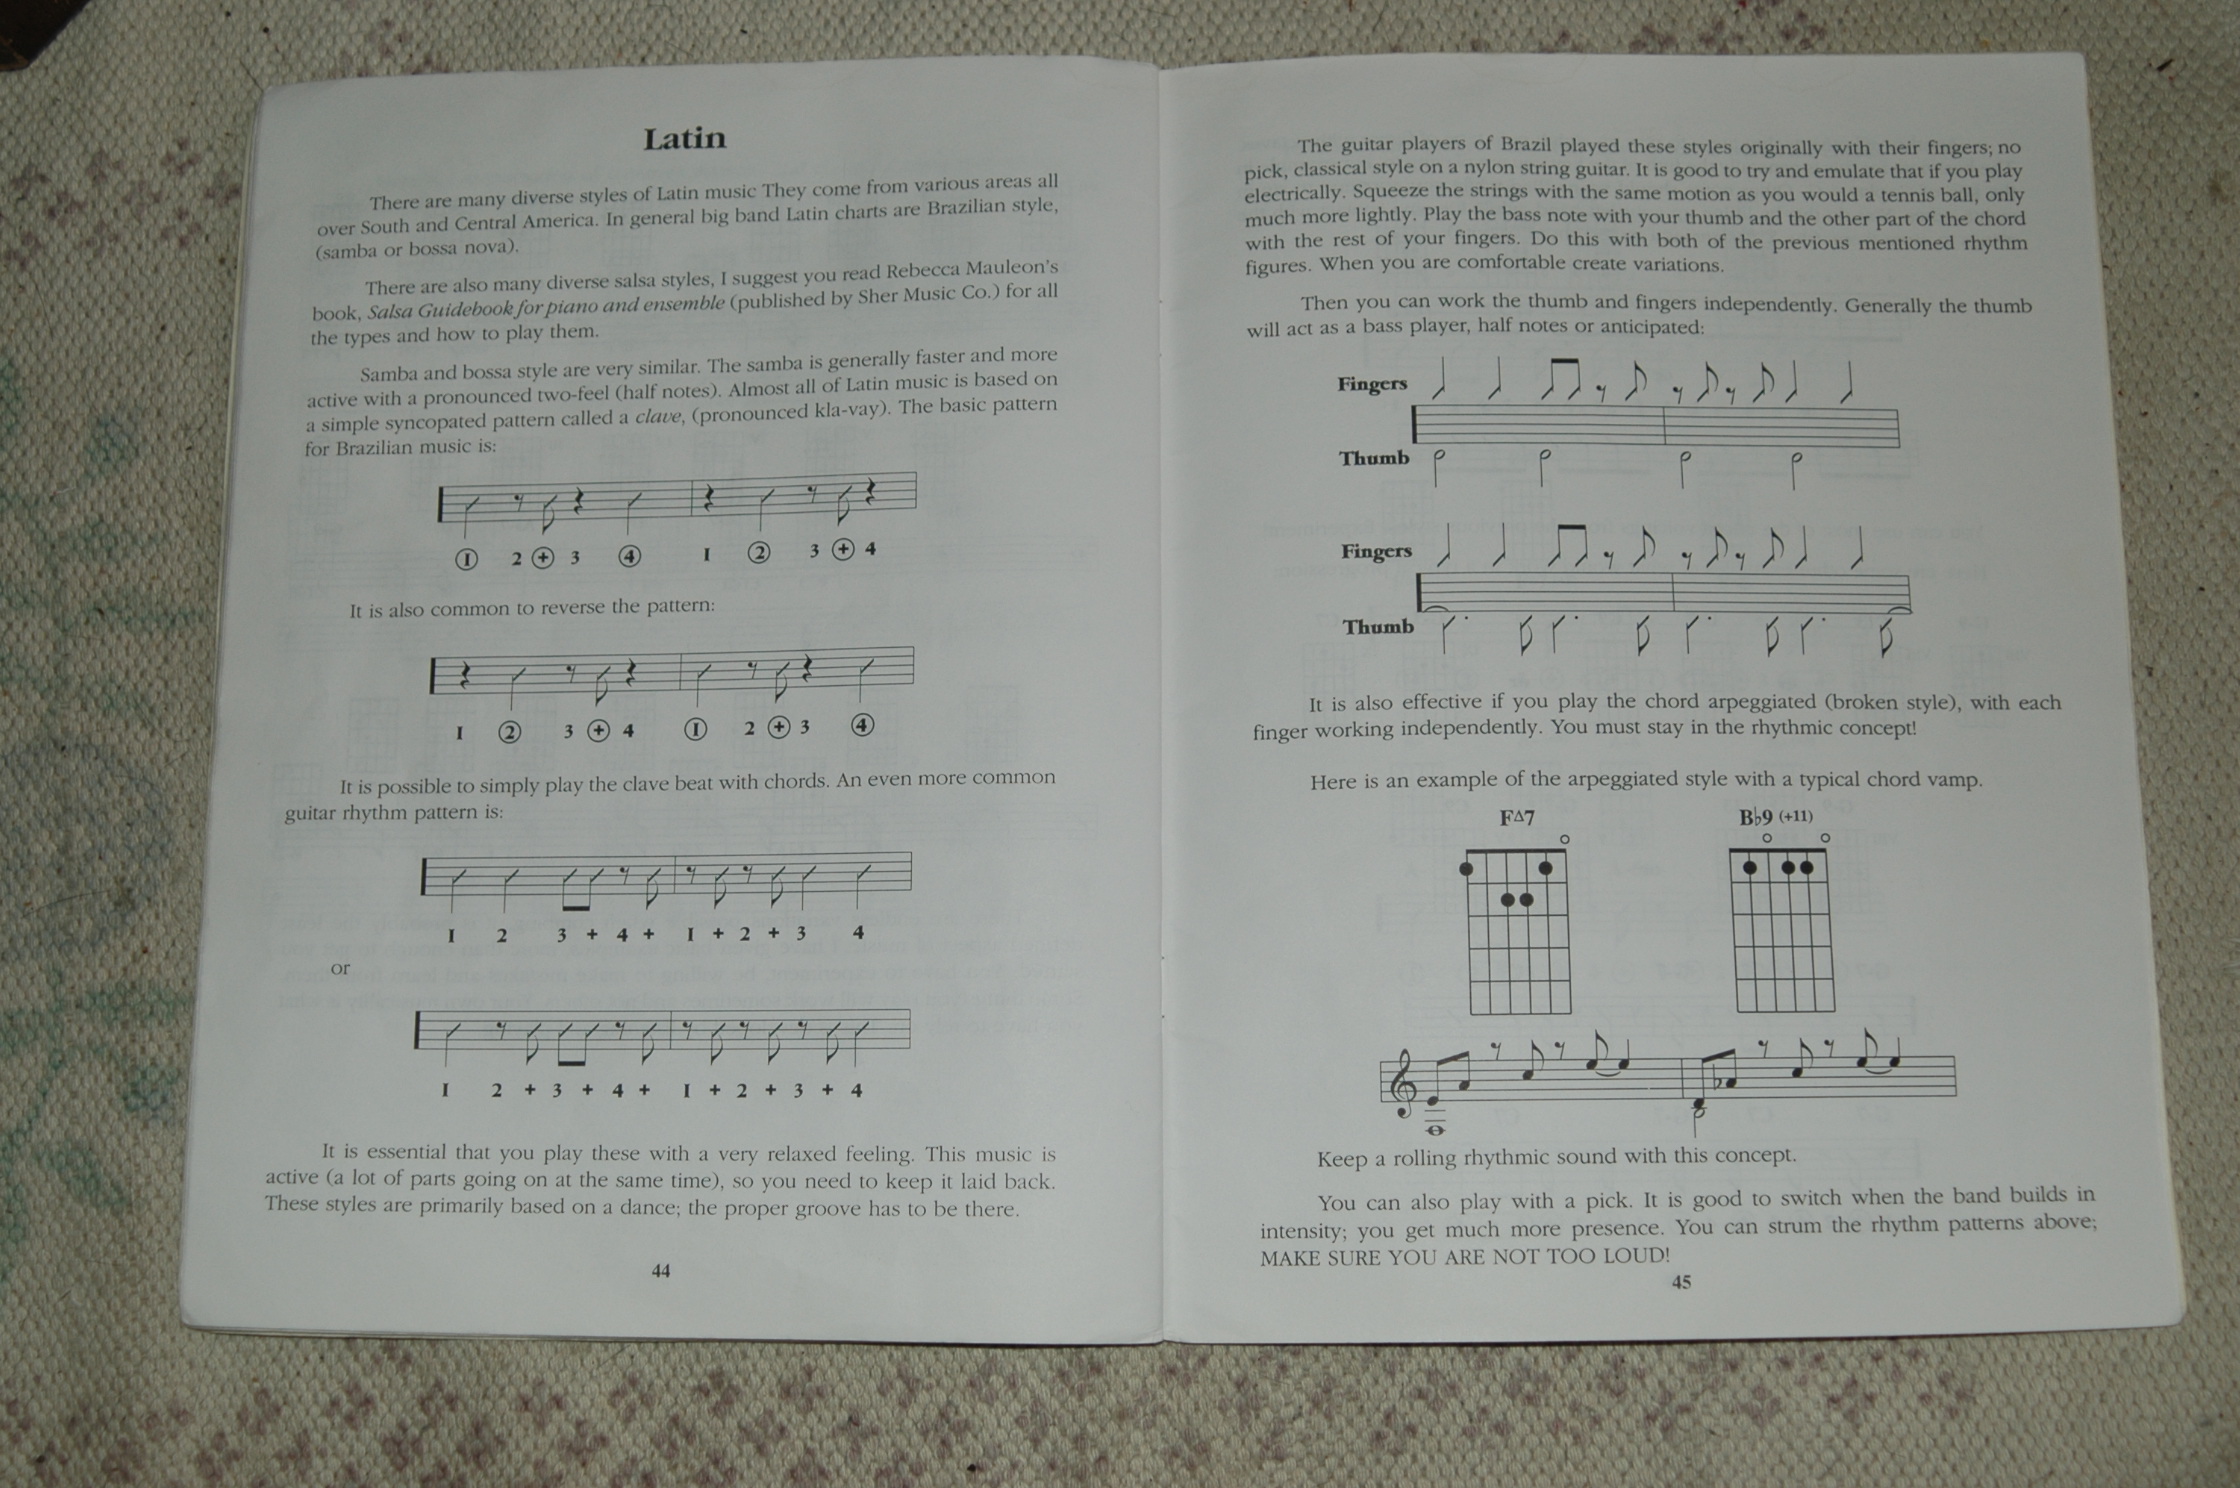 Latin
There are many diverse styles of Latin music They come from various areas all
over South and Central America. In general big band Latin charts are Brazilian style,
(samba or bossa nova).
There are also many diverse salsa styles, I suggest you read Rebecca Mauleon's
book, Salsa Guidebook for piano and ensemble (published by Sher Music Co.) for all
the types and how to play them.
Samba and bossa style are very similar. The samba is generally faster and more
active with a pronounced two-feel (half notes). Almost all of Latin music is based on
a simple syncopated pattern called a clave, (pronounced kla-vay). The basic pattern
for Brazilian music is:
① 2 ⊕ 3 ④ 1 ② 3 ⊕ 4
It is also common to reverse the pattern:
1 ② 3 ⊕ 4 ① 2 ⊕ 3 ④
It is possible to simply play the clave beat with chords. An even more common
guitar rhythm pattern is:
1 2 3 + 4 + 1 + 2 + 3 4
or
1 2 + 3 + 4 + 1 + 2 + 3 + 4
It is essential that you play these with a very relaxed feeling. This music is
active (a lot of parts going on at the same time), so you need to keep it laid back.
These styles are primarily based on a dance; the proper groove has to be there.
44
The guitar players of Brazil played these styles originally with their fingers; no
pick, classical style on a nylon string guitar. It is good to try and emulate that if you play
electrically. Squeeze the strings with the same motion as you would a tennis ball, only
much more lightly. Play the bass note with your thumb and the other part of the chord
with the rest of your fingers. Do this with both of the previous mentioned rhythm
figures. When you are comfortable create variations.
Then you can work the thumb and fingers independently. Generally the thumb
will act as a bass player, half notes or anticipated:
Fingers
Thumb
Fingers
Thumb
It is also effective if you play the chord arpeggiated (broken style), with each
finger working independently. You must stay in the rhythmic concept!
Here is an example of the arpeggiated style with a typical chord vamp.
F△7 B♭9 (+11)
Keep a rolling rhythmic sound with this concept.
You can also play with a pick. It is good to switch when the band builds in
intensity; you get much more presence. You can strum the rhythm patterns above;
MAKE SURE YOU ARE NOT TOO LOUD!
45